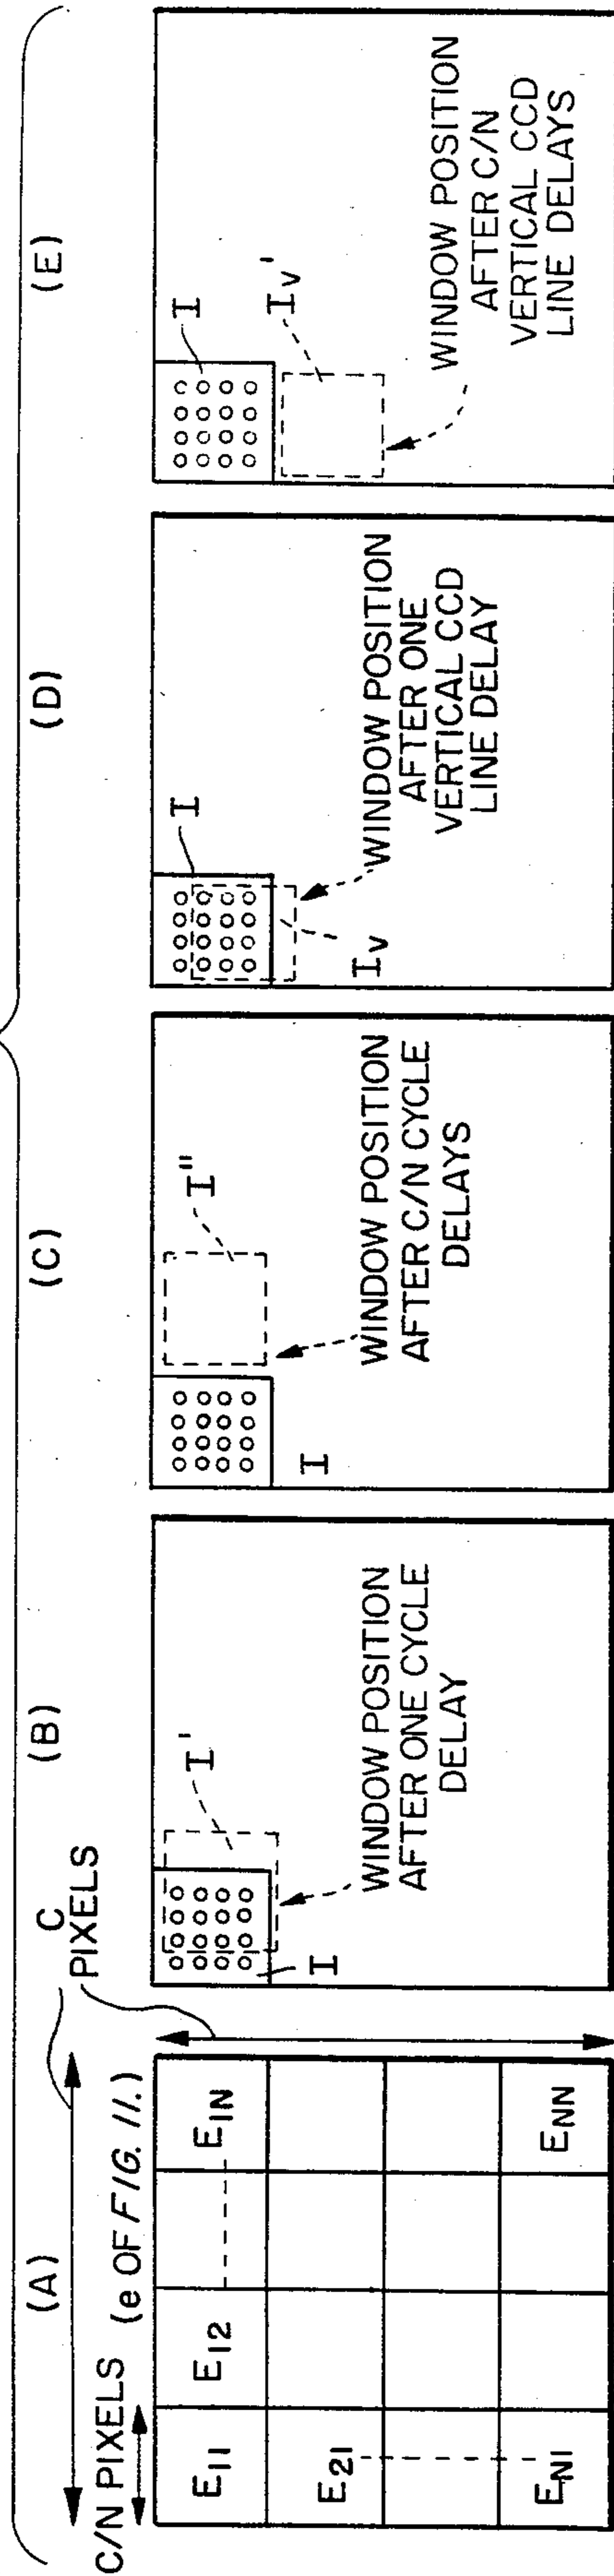 (A)
C
PIXELS
C/N PIXELS (e OF FIG. 11.)
E11 E12 E1N
E21
EN1 ENN
(B)
I'
I
WINDOW POSITION
AFTER ONE CYCLE
DELAY
(C)
I"
I
WINDOW POSITION
AFTER C/N CYCLE
DELAYS
(D)
I
IV
WINDOW POSITION
AFTER ONE
VERTICAL CCD
LINE DELAY
(E)
I
IV'
WINDOW POSITION
AFTER C/N
VERTICAL CCD
LINE DELAYS